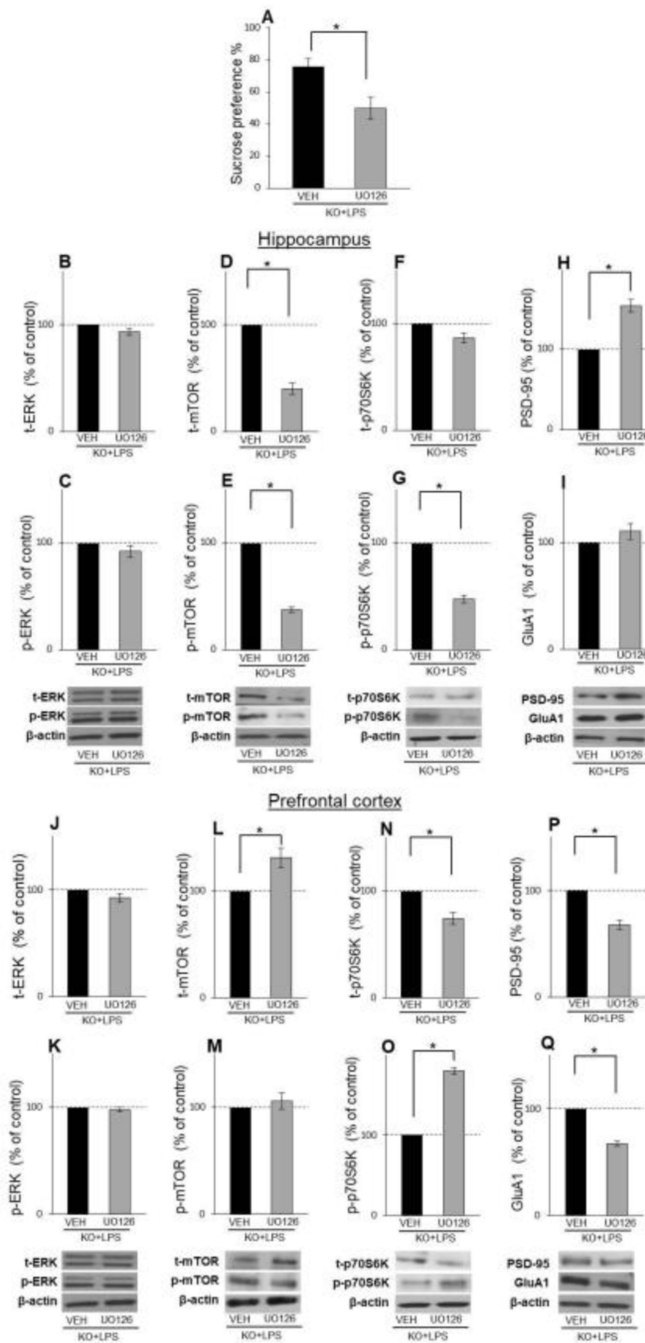 A
Sucrose preference %
100
80
60
40
20
0
*
VEH UO126
KO+LPS
Hippocampus
B
t-ERK (% of control)
100
0
VEH UO126
KO+LPS
D
t-mTOR (% of control)
100
0
*
VEH UO126
KO+LPS
F
t-p70S6K (% of control)
100
0
VEH UO126
KO+LPS
H
PSD-95 (% of control)
100
0
*
VEH UO126
KO+LPS
C
p-ERK (% of control)
100
0
VEH UO126
KO+LPS
E
p-mTOR (% of control)
100
0
*
VEH UO126
KO+LPS
G
p-p70S6K (% of control)
100
0
*
VEH UO126
KO+LPS
I
GluA1 (% of control)
100
0
VEH UO126
KO+LPS
t-ERK
p-ERK
β-actin
VEH UO126
KO+LPS
t-mTOR
p-mTOR
β-actin
VEH UO126
KO+LPS
t-p70S6K
p-p70S6K
β-actin
VEH UO126
KO+LPS
PSD-95
GluA1
β-actin
VEH UO126
KO+LPS
Prefrontal cortex
J
t-ERK (% of control)
100
0
VEH UO126
KO+LPS
L
t-mTOR (% of control)
100
0
*
VEH UO126
KO+LPS
N
t-p70S6K (% of control)
100
0
*
VEH UO126
KO+LPS
P
PSD-95 (% of control)
100
0
*
VEH UO126
KO+LPS
K
p-ERK (% of control)
100
0
VEH UO126
KO+LPS
M
p-mTOR (% of control)
100
0
VEH UO126
KO+LPS
O
p-p70S6K (% of control)
100
0
*
VEH UO126
KO+LPS
Q
GluA1 (% of control)
100
0
*
VEH UO126
KO+LPS
t-ERK
p-ERK
β-actin
VEH UO126
KO+LPS
t-mTOR
p-mTOR
β-actin
VEH UO126
KO+LPS
t-p70S6K
p-p70S6K
β-actin
VEH UO126
KO+LPS
PSD-95
GluA1
β-actin
VEH UO126
KO+LPS